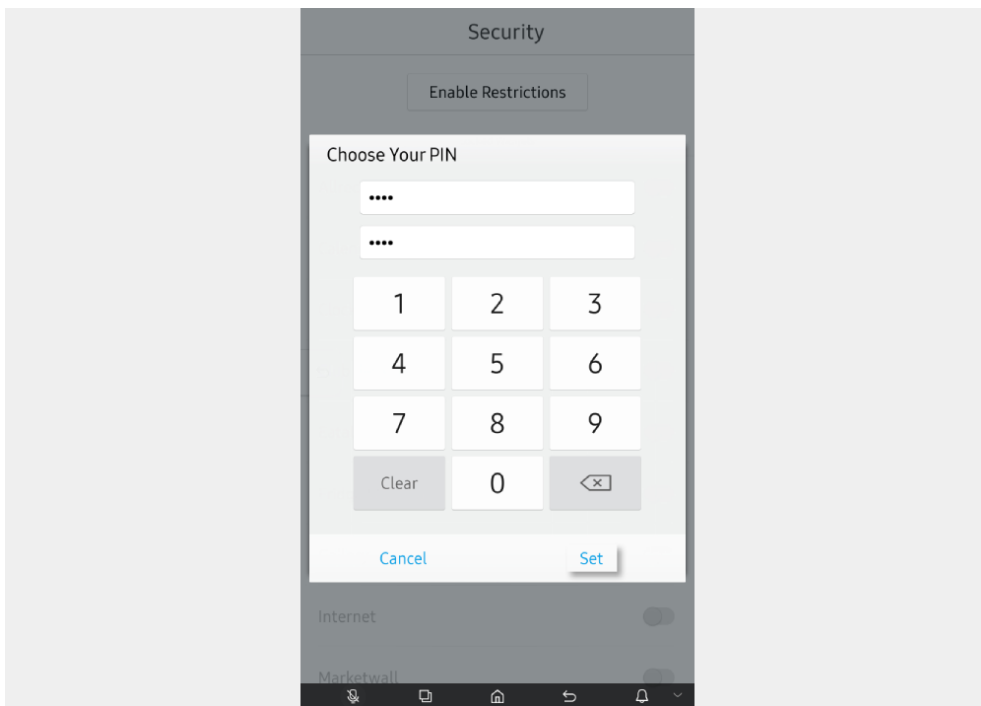 Security
Enable Restrictions
Choose Your PIN
••••
••••
1 2 3
4 5 6
7 8 9
Clear 0
Cancel Set
Internet
Marketwall